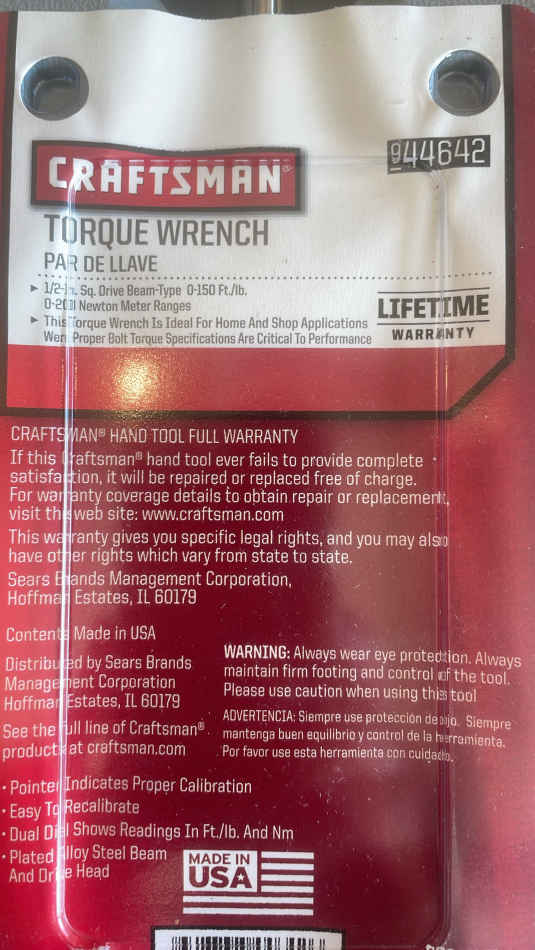 CRAFTSMAN®
944642
TORQUE WRENCH
PAR DE LLAVE
▸ 1/2-In. Sq. Drive Beam-Type 0-150 Ft./lb.
Newton Meter Ranges
LIFETIME
WARRANTY
▸ This Torque Wrench Is Ideal For Home And Shop Applications
Proper Bolt Torque Specifications Are Critical To Performance
CRAFTSMAN® HAND TOOL FULL WARRANTY
If this Craftsman® hand tool ever fails to provide complete
satisfaction, it will be repaired or replaced free of charge.
For warranty coverage details to obtain repair or replacement,
visit the web site: www.craftsman.com
This warranty gives you specific legal rights, and you may also
have other rights which vary from state to state.
Sears Brands Management Corporation,
Hoffman Estates, IL 60179
Contents Made in USA
Distributed by Sears Brands
Management Corporation
Hoffman Estates, IL 60179
See the full line of Craftsman®
products at craftsman.com
WARNING: Always wear eye protection. Always
maintain firm footing and control of the tool.
Please use caution when using this tool
ADVERTENCIA: Siempre use protección de ojo. Siempre
mantenga buen equilibrio y control de la herramienta.
Por favor use esta herramienta con cuidado.
• Pointer Indicates Proper Calibration
• Easy To Recalibrate
• Dual Dial Shows Readings In Ft./lb. And Nm
• Plated Alloy Steel Beam
And Drive Head
MADE IN
USA